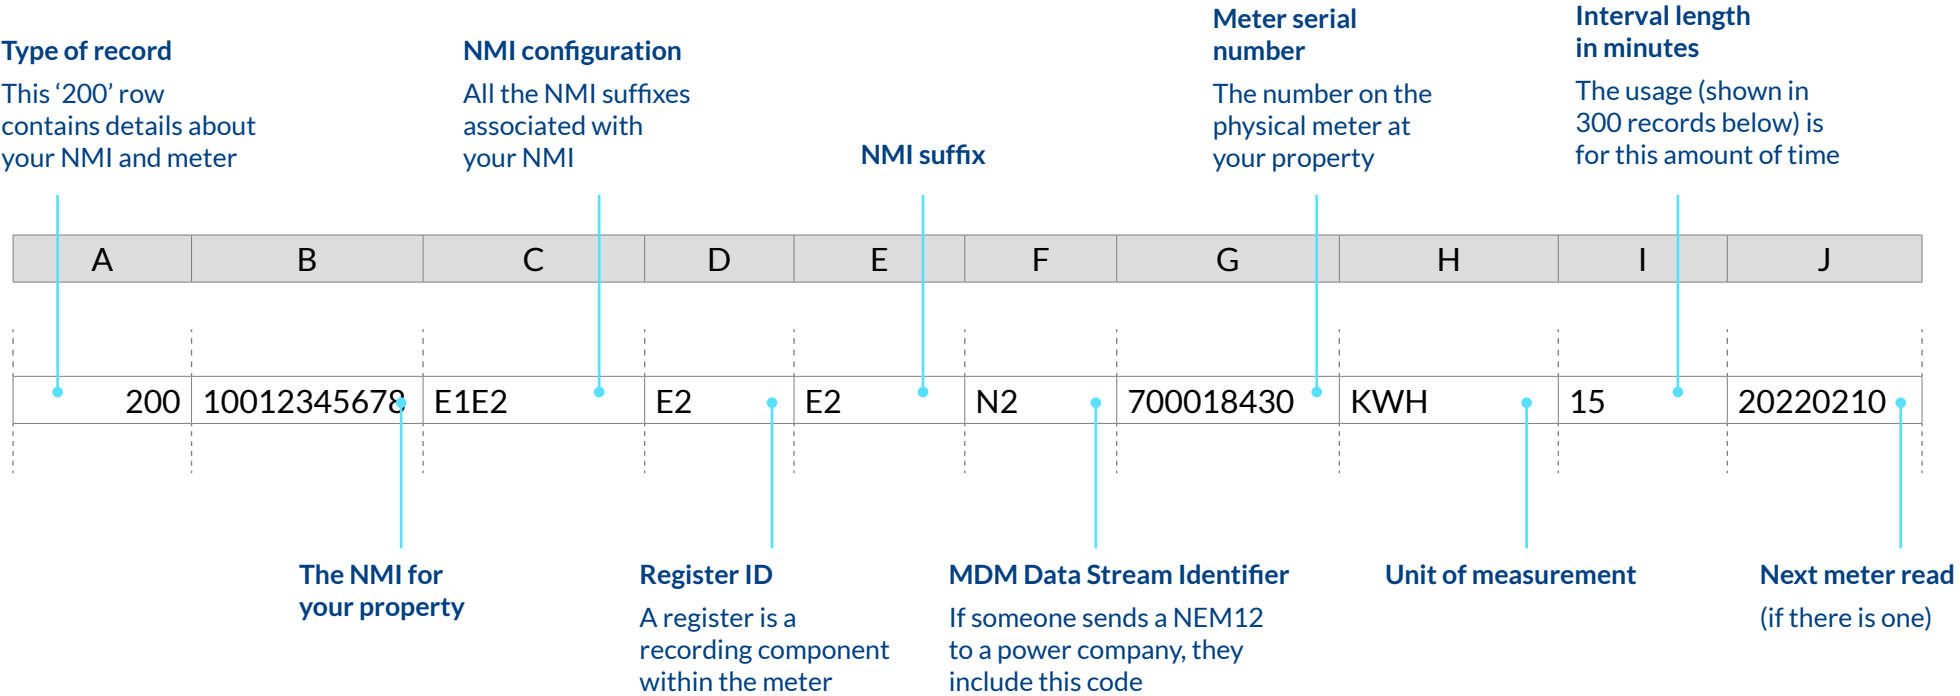 Type of record
This ‘200’ row
contains details about
your NMI and meter
NMI configuration
All the NMI suffixes
associated with
your NMI
NMI suffix
Meter serial
number
The number on the
physical meter at
your property
Interval length
in minutes
The usage (shown in
300 records below) is
for this amount of time
A B C D E F G H I J
200 10012345678 E1E2 E2 E2 N2 700018430 KWH 15 20220210
The NMI for
your property
Register ID
A register is a
recording component
within the meter
MDM Data Stream Identifier
If someone sends a NEM12
to a power company, they
include this code
Unit of measurement
Next meter read
(if there is one)